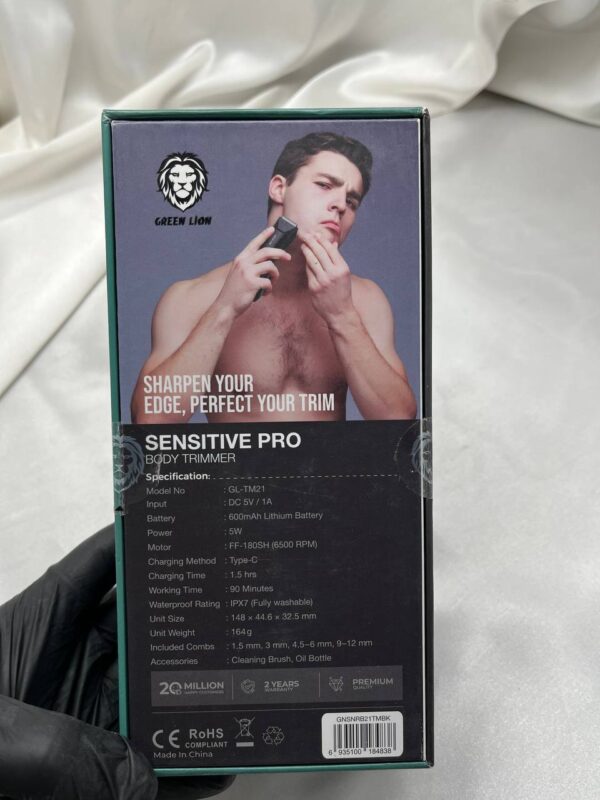 GREEN LION
SHARPEN YOUR
EDGE, PERFECT YOUR TRIM
SENSITIVE PRO
BODY TRIMMER
Specification:
Model No : GL-TM21
Input : DC 5V / 1A
Battery : 600mAh Lithium Battery
Power : 5W
Motor : FF-180SH (6500 RPM)
Charging Method : Type-C
Charging Time : 1.5 hrs
Working Time : 90 Minutes
Waterproof Rating : IPX7 (Fully washable)
Unit Size : 148 × 44.6 × 32.5 mm
Unit Weight : 164g
Included Combs : 1.5 mm, 3 mm, 4.5–6 mm, 9–12 mm
Accessories : Cleaning Brush, Oil Bottle
20 MILLION
HAPPY CUSTOMERS
2 YEARS
WARRANTY
PREMIUM
QUALITY
CE RoHS
COMPLIANT
Made In China
GNSNRB21TMBK
6 935100 184838